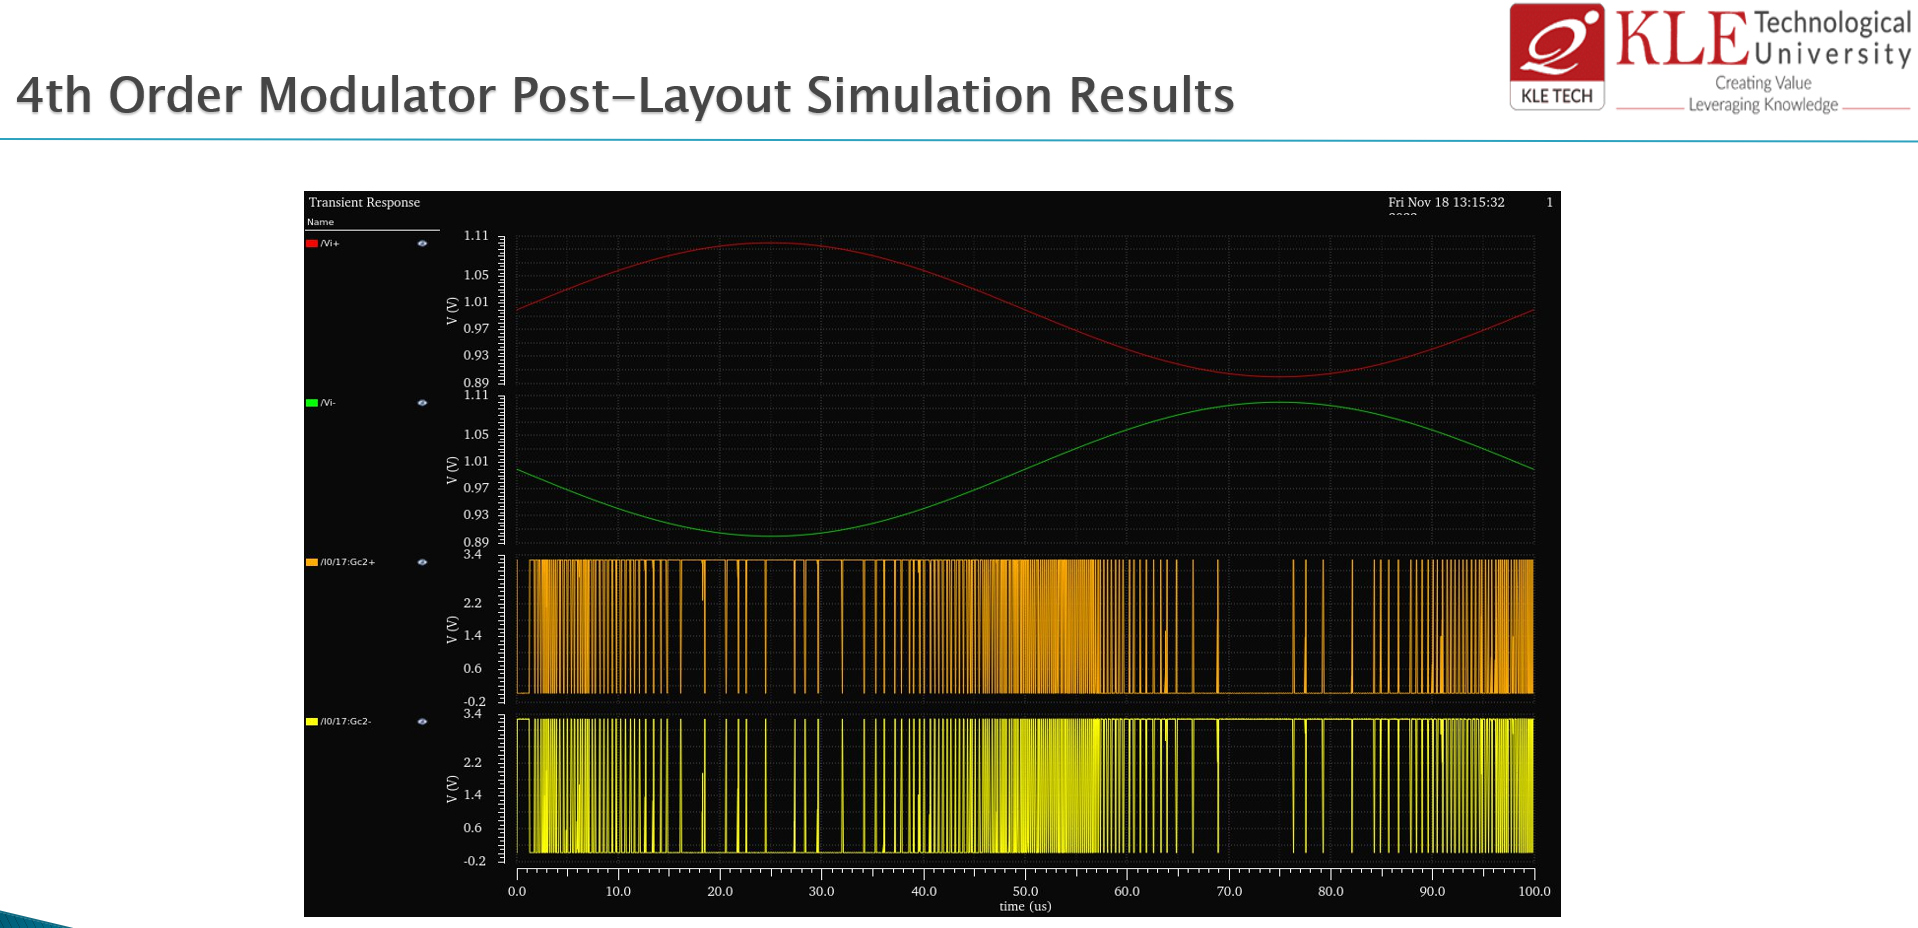 4th Order Modulator Post-Layout Simulation Results
KLE TECH
KLE Technological University
Creating Value
Leveraging Knowledge
Transient Response
Fri Nov 18 13:15:32 1
Name
/Vi+
1.11
1.05
1.01
0.97
0.93
0.89
V (V)
/Vi-
1.11
1.05
1.01
0.97
0.93
0.89
V (V)
/I0/17:Gc2+
3.4
2.2
1.4
0.6
-0.2
V (V)
/I0/17:Gc2-
3.4
2.2
1.4
0.6
-0.2
V (V)
0.0 10.0 20.0 30.0 40.0 50.0 60.0 70.0 80.0 90.0 100.0
time (us)